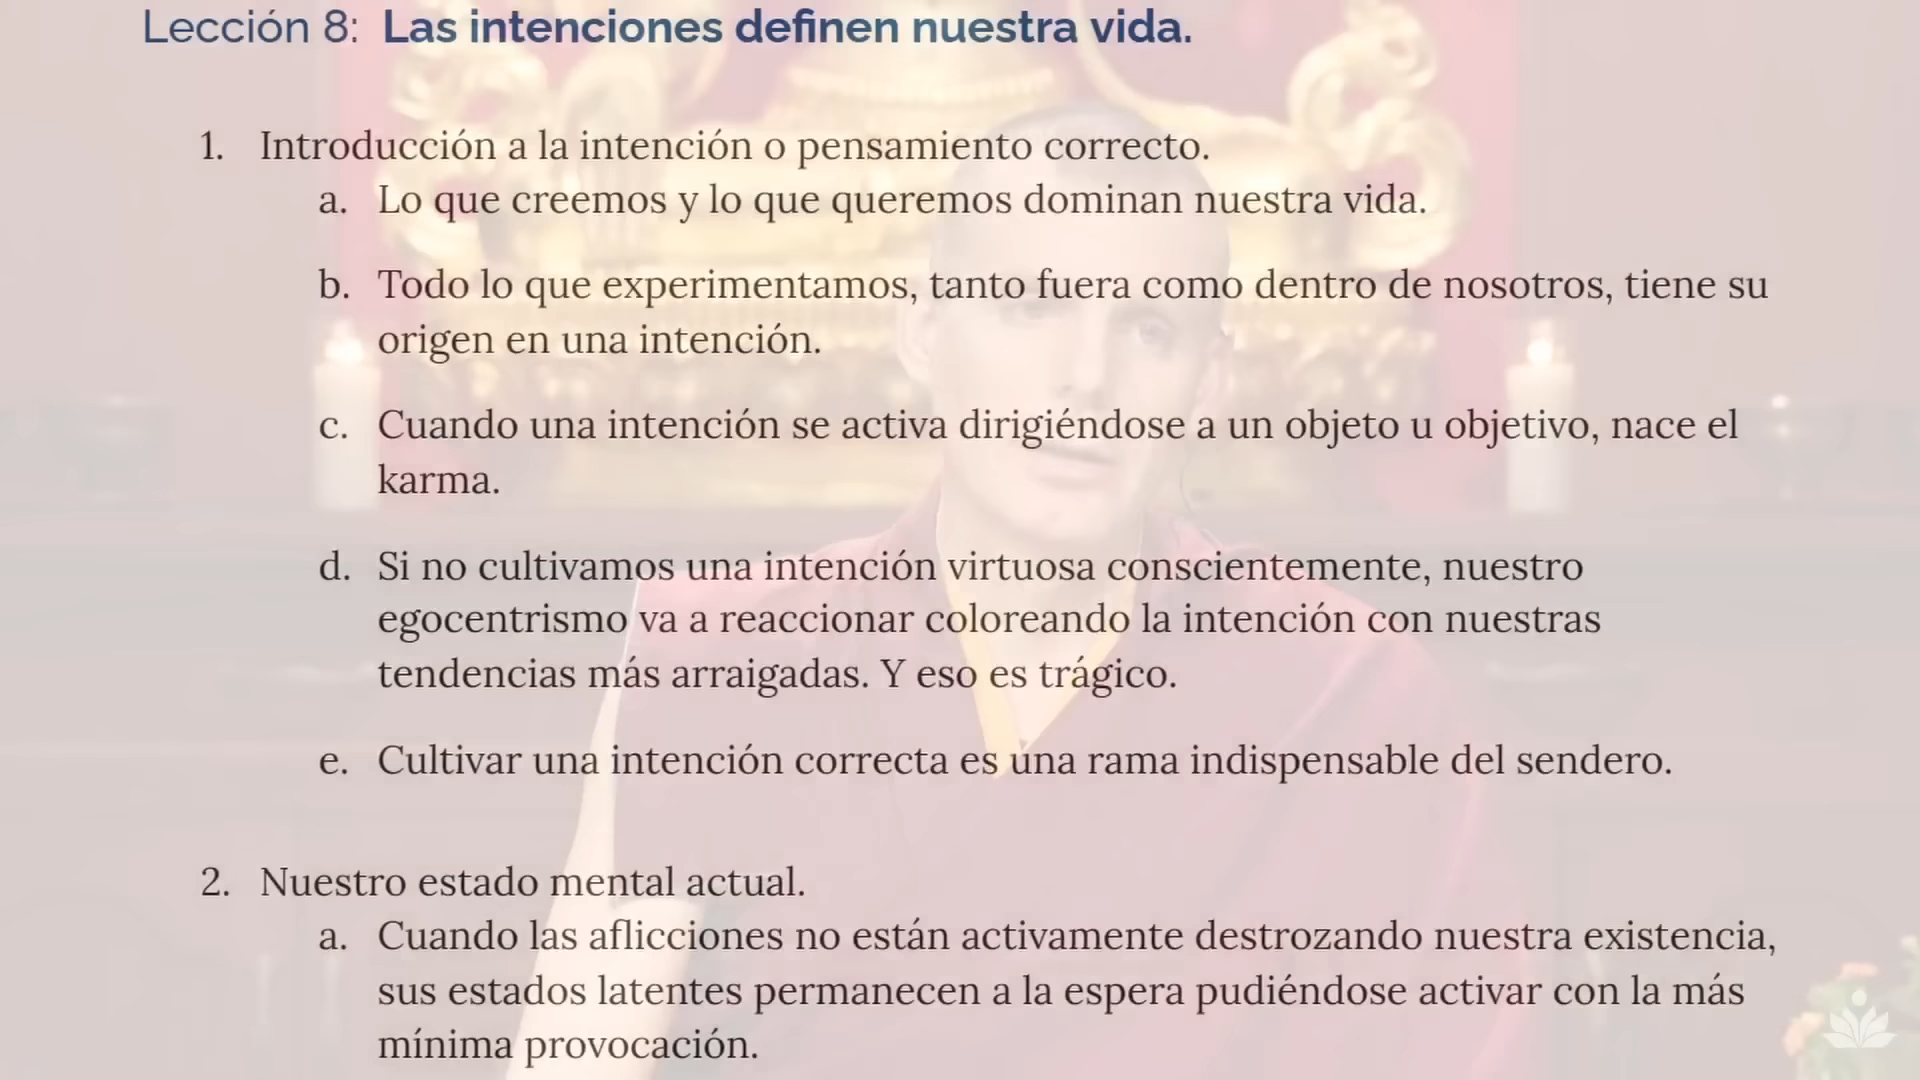 Lección 8: Las intenciones definen nuestra vida.
1. Introducción a la intención o pensamiento correcto.
a. Lo que creemos y lo que queremos dominan nuestra vida.
b. Todo lo que experimentamos, tanto fuera como dentro de nosotros, tiene su
origen en una intención.
c. Cuando una intención se activa dirigiéndose a un objeto u objetivo, nace el
karma.
d. Si no cultivamos una intención virtuosa conscientemente, nuestro
egocentrismo va a reaccionar coloreando la intención con nuestras
tendencias más arraigadas. Y eso es trágico.
e. Cultivar una intención correcta es una rama indispensable del sendero.
2. Nuestro estado mental actual.
a. Cuando las aflicciones no están activamente destrozando nuestra existencia,
sus estados latentes permanecen a la espera pudiéndose activar con la más
mínima provocación.